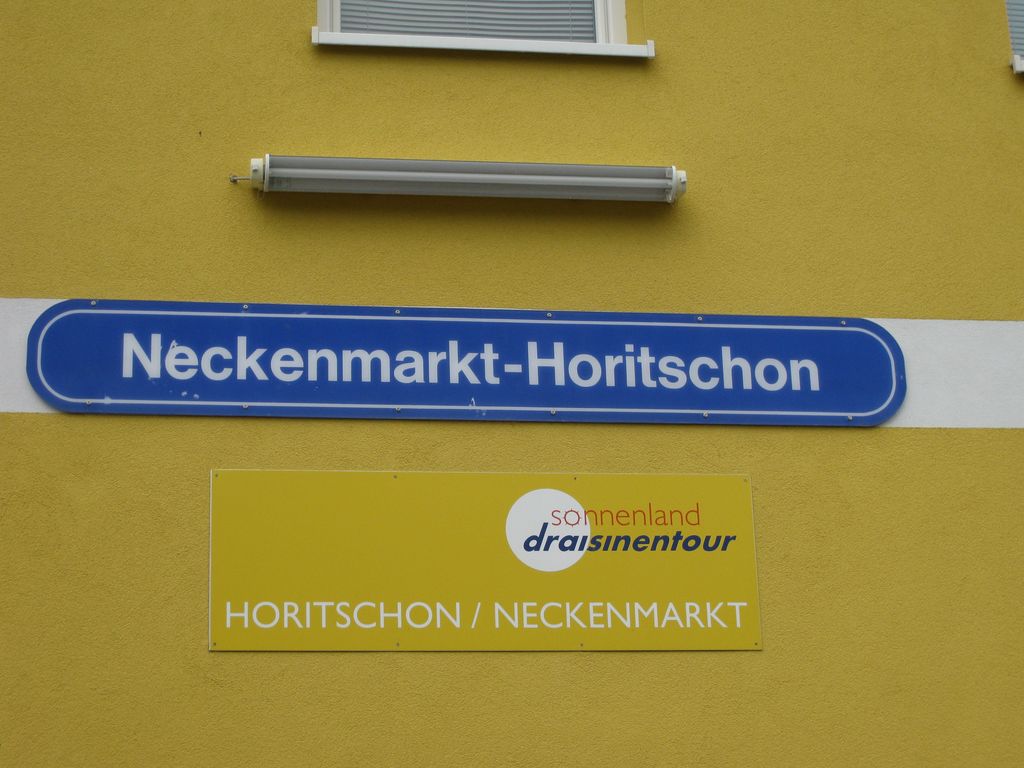 Neckenmarkt-Horitschon
sonnenland
draisinentour
HORITSCHON / NECKENMARKT